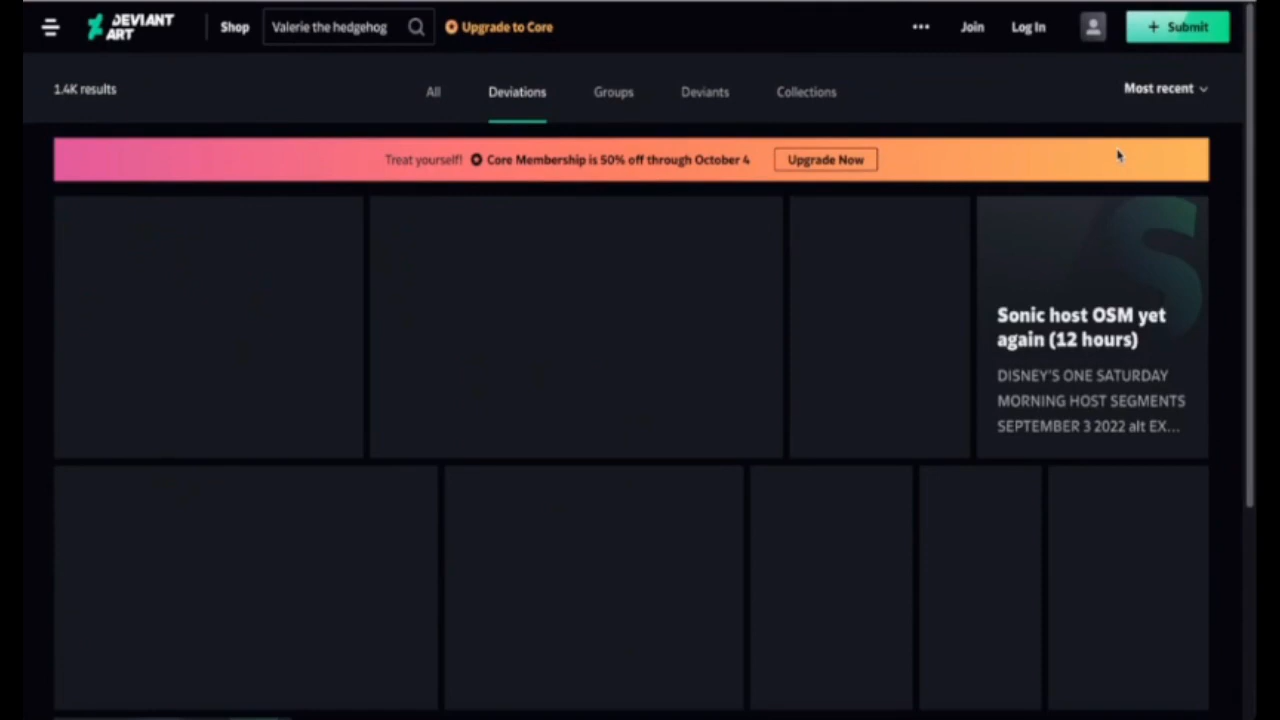 DEVIANT ART
Shop
Valerie the hedgehog
Upgrade to Core
Join
Log In
+ Submit
1.4K results
All
Deviations
Groups
Deviants
Collections
Most recent
Treat yourself! Core Membership is 50% off through October 4
Upgrade Now
S
Sonic host OSM yet
again (12 hours)
DISNEY'S ONE SATURDAY
MORNING HOST SEGMENTS
SEPTEMBER 3 2022 alt EX...